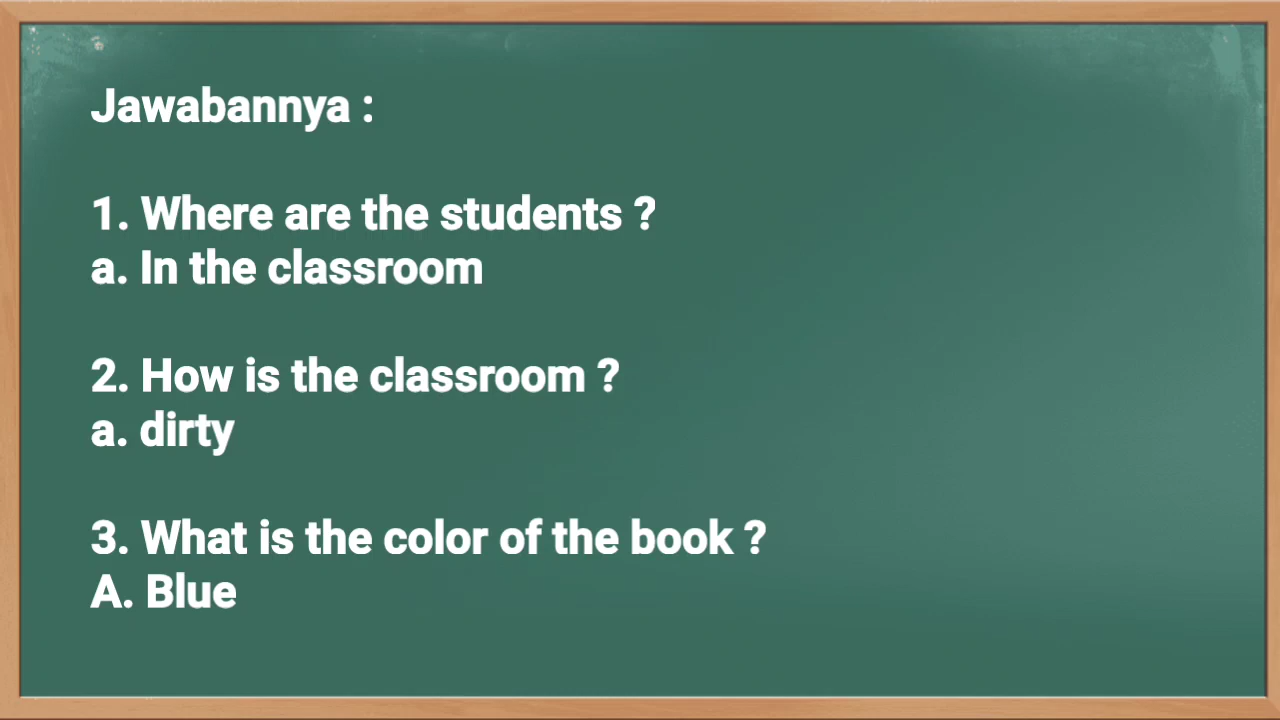 Jawabannya :
1. Where are the students ?
a. In the classroom
2. How is the classroom ?
a. dirty
3. What is the color of the book ?
A. Blue